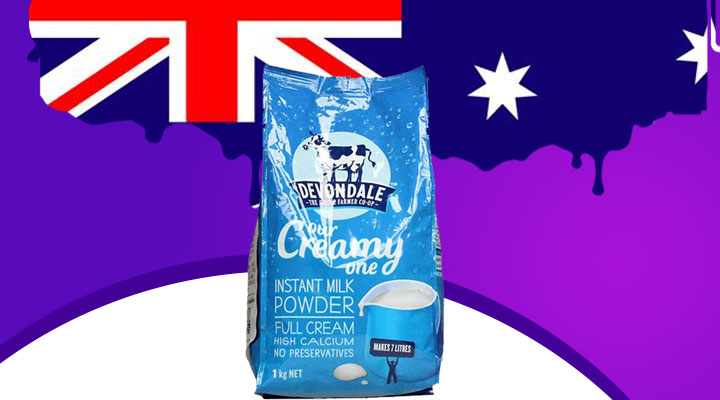 DEVONDALE
- THE AUSSIE FARMER CO-OP -
Our
Creamy
one
INSTANT MILK
POWDER
FULL CREAM
HIGH CALCIUM
NO PRESERVATIVES
MAKES 7 LITRES
1 kg NET